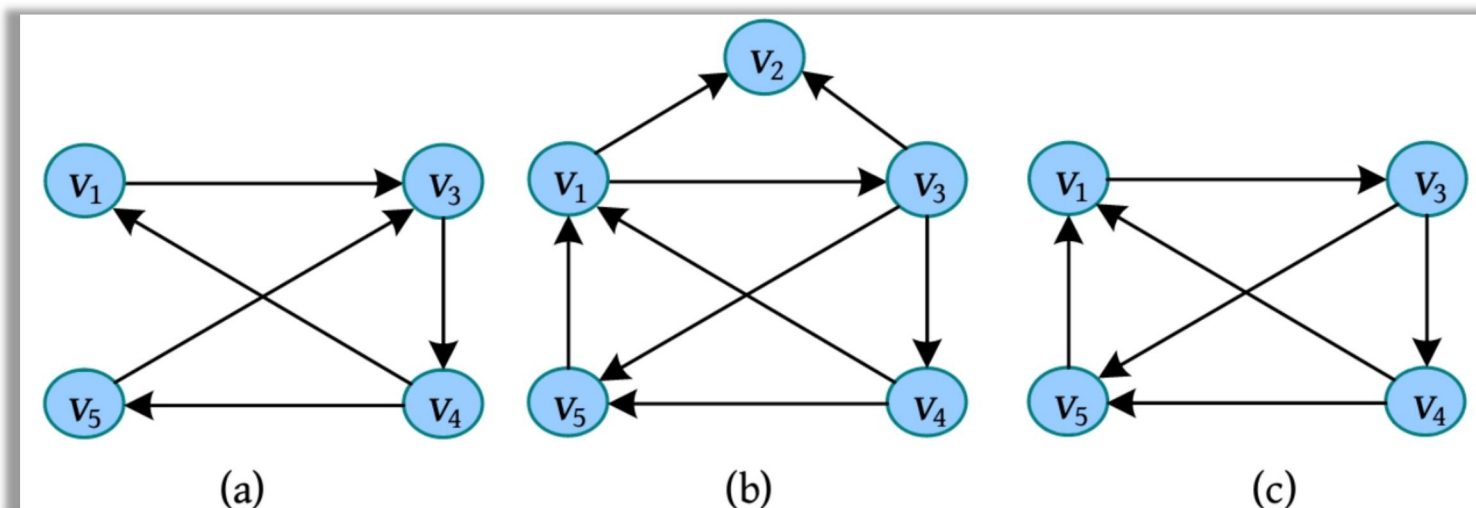 v₂
v₁ v₃ v₁ v₃ v₁ v₃
v₅ v₄ v₅ v₄ v₅ v₄
(a) (b) (c)